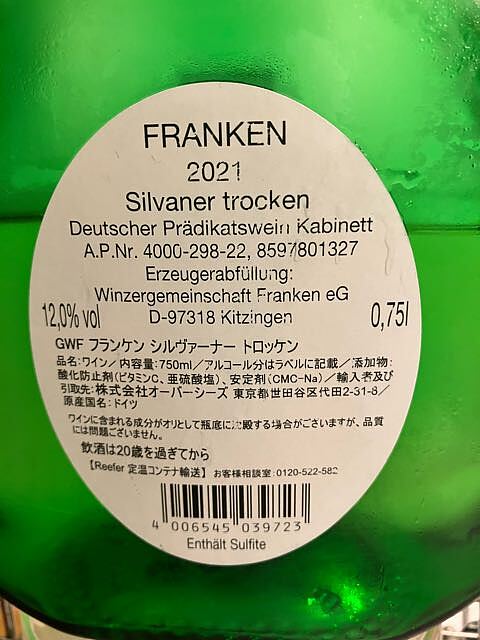 FRANKEN
2021
Silvaner trocken
Deutscher Prädikatswein Kabinett
A.P.Nr. 4000-298-22, 8597801327
Erzeugerabfüllung:
Winzergemeinschaft Franken eG
12,0% vol D-97318 Kitzingen 0,75l
GWF フランケン シルヴァーナー トロッケン
品名:ワイン/内容量:750ml/アルコール分はラベルに記載/添加物:
酸化防止剤(ビタミンC、亜硫酸塩)、安定剤(CMC-Na)/輸入者及び
引取先:株式会社オーバーシーズ 東京都世田谷区代田2-31-8/
原産国名:ドイツ
ワインに含まれる成分がオリとして瓶底に沈殿する場合がございますが、品質
には問題ございません。
飲酒は20歳を過ぎてから
【Reefer 定温コンテナ輸送】 お客様相談室:0120-522-582
4 006545 039723
Enthält Sulfite